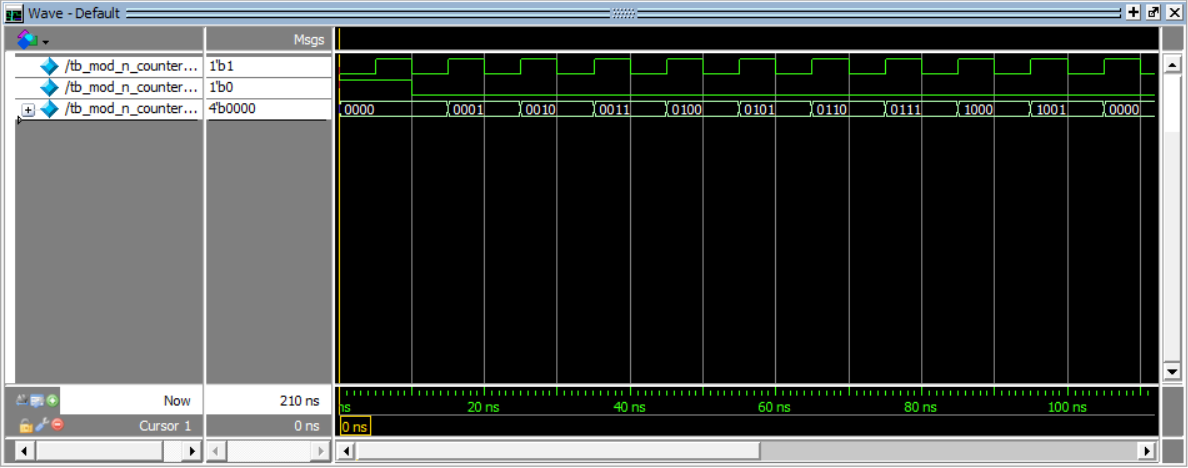 Wave - Default
Msgs
/tb_mod_n_counter... 1'b1
/tb_mod_n_counter... 1'b0
/tb_mod_n_counter... 4'b0000 0000 0001 0010 0011 0100 0101 0110 0111 1000 1001 0000
Now 210 ns ns 20 ns 40 ns 60 ns 80 ns 100 ns
Cursor 1 0 ns 0 ns